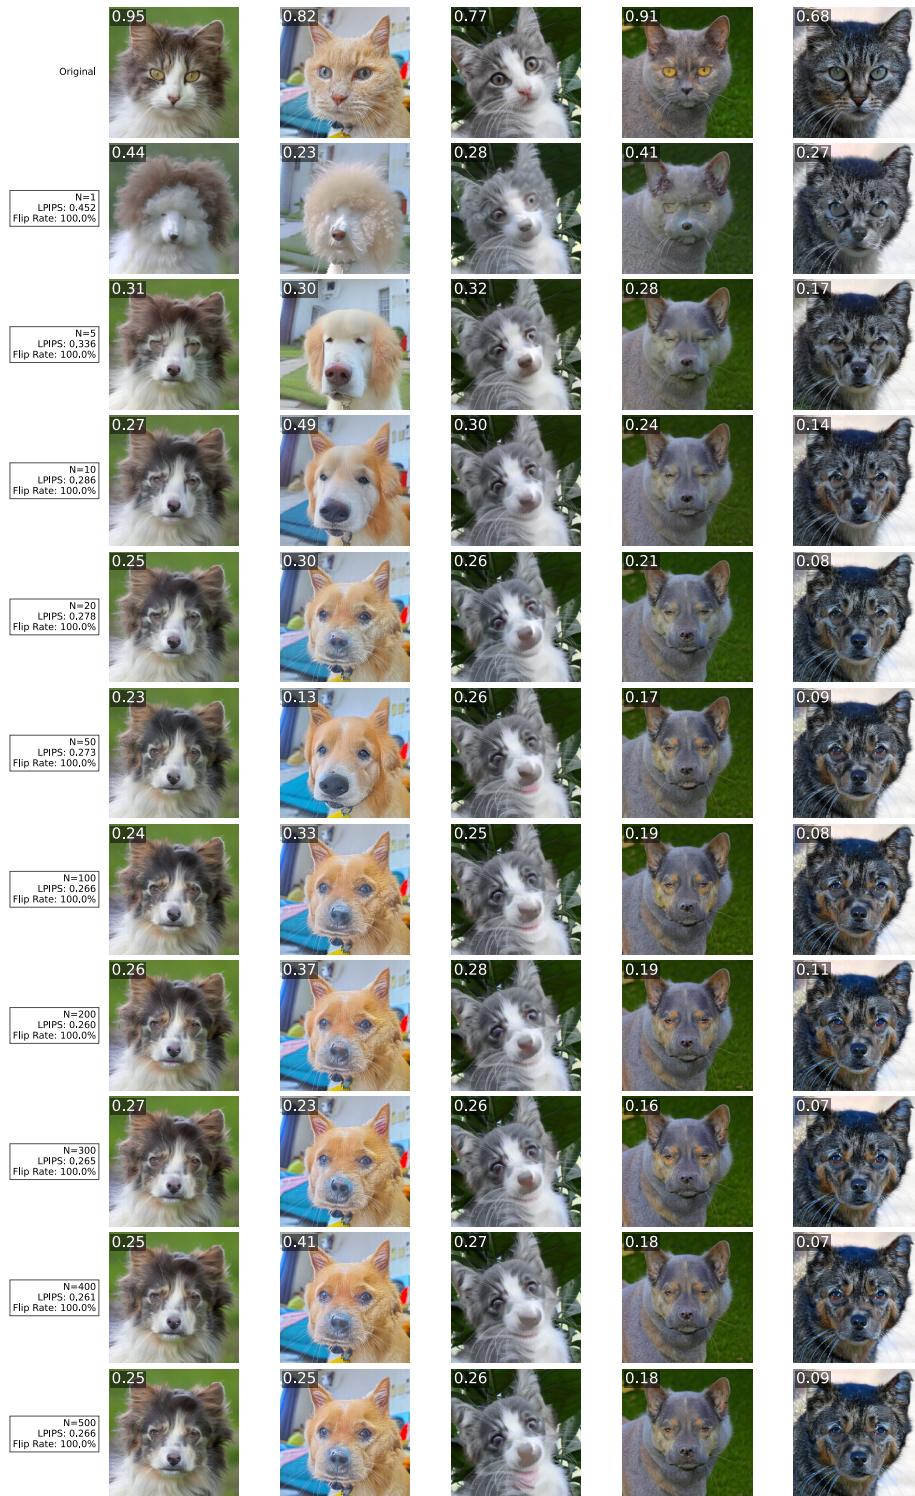 0.95 0.82 0.77 0.91 0.68
Original
0.44 0.23 0.28 0.41 0.27
N=1
LPIPS: 0.452
Flip Rate: 100.0%
0.31 0.30 0.32 0.28 0.17
N=5
LPIPS: 0.336
Flip Rate: 100.0%
0.27 0.49 0.30 0.24 0.14
N=10
LPIPS: 0.286
Flip Rate: 100.0%
0.25 0.30 0.26 0.21 0.08
N=20
LPIPS: 0.278
Flip Rate: 100.0%
0.23 0.13 0.26 0.17 0.09
N=50
LPIPS: 0.273
Flip Rate: 100.0%
0.24 0.33 0.25 0.19 0.08
N=100
LPIPS: 0.266
Flip Rate: 100.0%
0.26 0.37 0.28 0.19 0.11
N=200
LPIPS: 0.260
Flip Rate: 100.0%
0.27 0.23 0.26 0.16 0.07
N=300
LPIPS: 0.265
Flip Rate: 100.0%
0.25 0.41 0.27 0.18 0.07
N=400
LPIPS: 0.261
Flip Rate: 100.0%
0.25 0.25 0.26 0.18 0.09
N=500
LPIPS: 0.266
Flip Rate: 100.0%